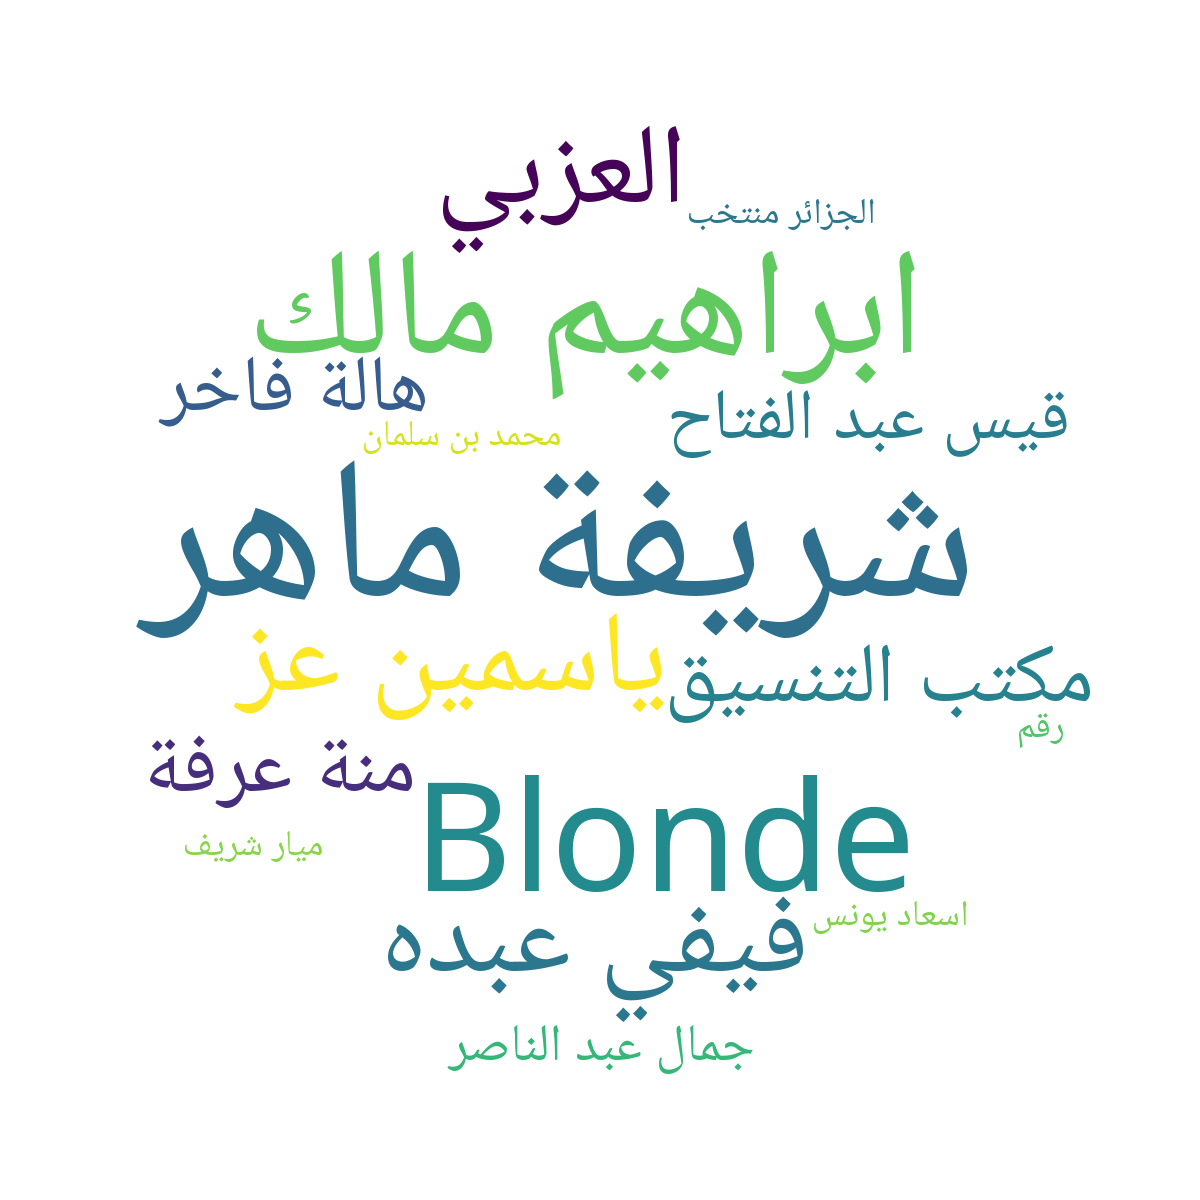 العزبي
الجزائر منتخب
ابراهيم مالك
هالة فاخر
قيس عبد الفتاح
محمد بن سلمان
شريفة ماهر
ياسمين عز
مكتب التنسيق
رقم
منة عرفة
Blonde
ميار شريف
اسعاد يونس
فيفي عبده
جمال عبد الناصر